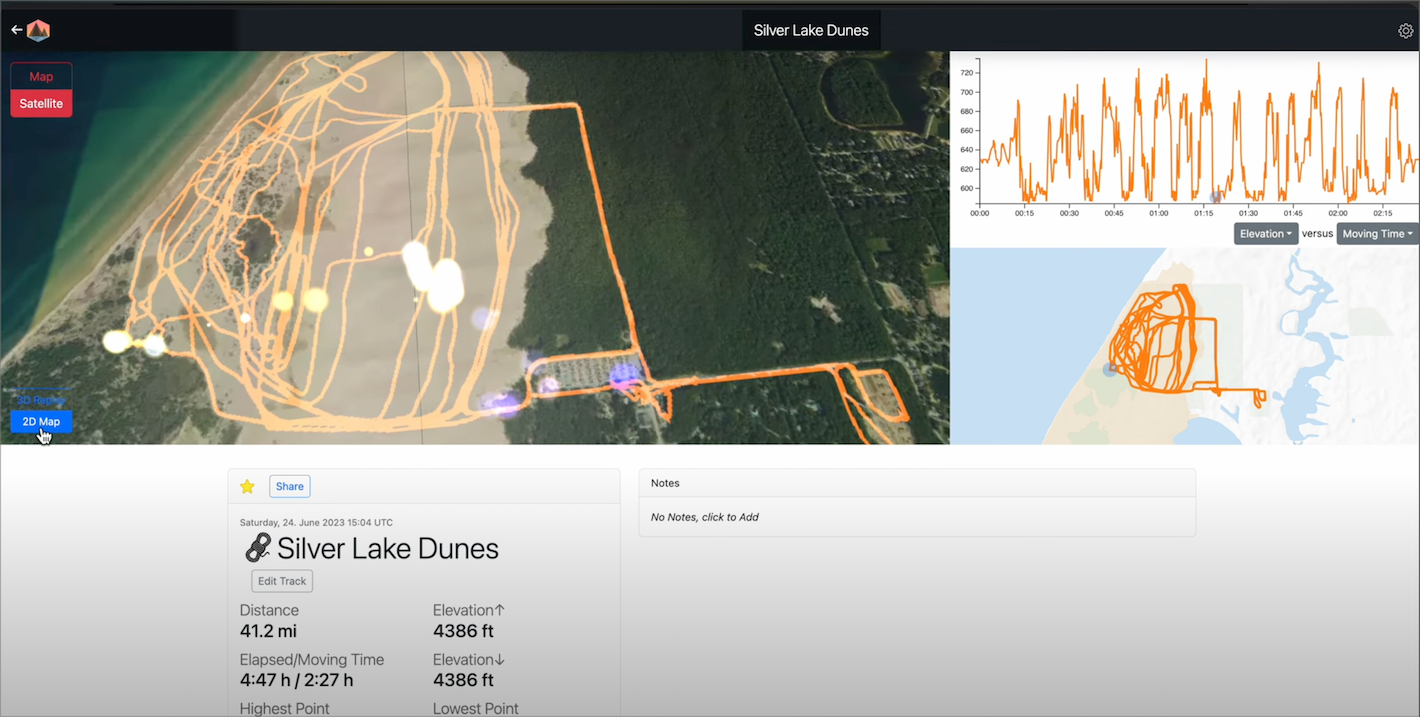 Silver Lake Dunes
Map
Satellite
3D Replay
2D Map
720
700
680
660
640
620
600
00:00 00:15 00:30 00:45 01:00 01:15 01:30 01:45 02:00 02:15
Elevation versus Moving Time
Share
Saturday, 24. June 2023 15:04 UTC
Silver Lake Dunes
Edit Track
Distance Elevation↑
41.2 mi 4386 ft
Elapsed/Moving Time Elevation↓
4:47 h / 2:27 h 4386 ft
Highest Point Lowest Point
Notes
No Notes, click to Add